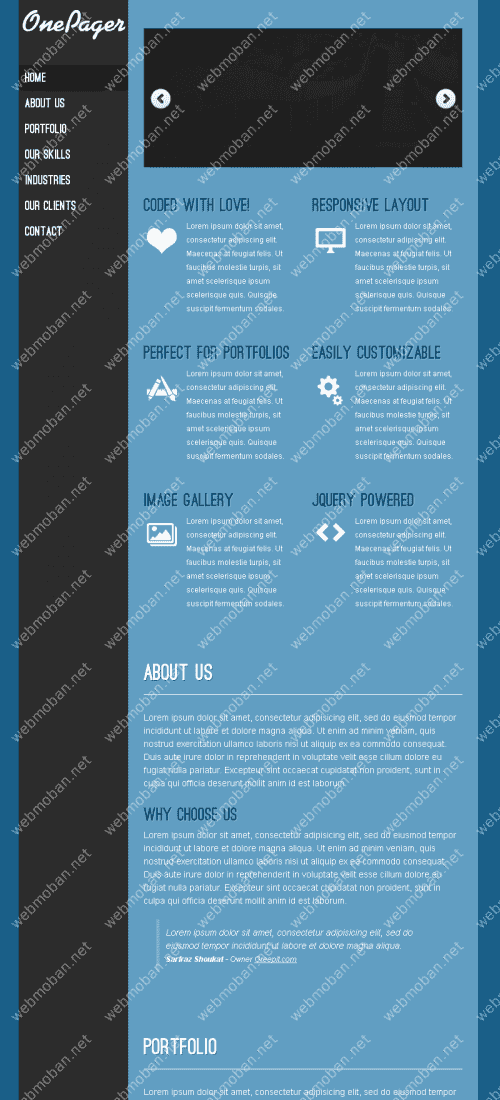 OnePager
HOME
ABOUT US
PORTFOLIO
OUR SKILLS
INDUSTRIES
OUR CLIENTS
CONTACT
CODED WITH LOVE!
Lorem ipsum dolor sit amet,
consectetur adipiscing elit.
Maecenas at feugiat felis. Ut
faucibus molestie turpis, sit
amet scelerisque ipsum
scelerisque quis. Quisque
suscipit fermentum sodales.
RESPONSIVE LAYOUT
Lorem ipsum dolor sit amet,
consectetur adipiscing elit.
Maecenas at feugiat felis. Ut
faucibus molestie turpis, sit
amet scelerisque ipsum
scelerisque quis. Quisque
suscipit fermentum sodales.
PERFECT FOR PORTFOLIOS
Lorem ipsum dolor sit amet,
consectetur adipiscing elit.
Maecenas at feugiat felis. Ut
faucibus molestie turpis, sit
amet scelerisque ipsum
scelerisque quis. Quisque
suscipit fermentum sodales.
EASILY CUSTOMIZABLE
Lorem ipsum dolor sit amet,
consectetur adipiscing elit.
Maecenas at feugiat felis. Ut
faucibus molestie turpis, sit
amet scelerisque ipsum
scelerisque quis. Quisque
suscipit fermentum sodales.
IMAGE GALLERY
Lorem ipsum dolor sit amet,
consectetur adipiscing elit.
Maecenas at feugiat felis. Ut
faucibus molestie turpis, sit
amet scelerisque ipsum
scelerisque quis. Quisque
suscipit fermentum sodales.
JQUERY POWERED
Lorem ipsum dolor sit amet,
consectetur adipiscing elit.
Maecenas at feugiat felis. Ut
faucibus molestie turpis, sit
amet scelerisque ipsum
scelerisque quis. Quisque
suscipit fermentum sodales.
ABOUT US
Lorem ipsum dolor sit amet, consectetur adipisicing elit, sed do eiusmod tempor
incididunt ut labore et dolore magna aliqua. Ut enim ad minim veniam, quis
nostrud exercitation ullamco laboris nisi ut aliquip ex ea commodo consequat.
Duis aute irure dolor in reprehenderit in voluptate velit esse cillum dolore eu
fugiat nulla pariatur. Excepteur sint occaecat cupidatat non proident, sunt in
culpa qui officia deserunt mollit anim id est laborum.
WHY CHOOSE US
Lorem ipsum dolor sit amet, consectetur adipisicing elit, sed do eiusmod tempor
incididunt ut labore et dolore magna aliqua. Ut enim ad minim veniam, quis
nostrud exercitation ullamco laboris nisi ut aliquip ex ea commodo consequat.
Duis aute irure dolor in reprehenderit in voluptate velit esse cillum dolore eu
fugiat nulla pariatur. Excepteur sint occaecat cupidatat non proident, sunt in
culpa qui officia deserunt mollit anim id est laborum.
Lorem ipsum dolor sit amet, consectetur adipisicing elit, sed do
eiusmod tempor incididunt ut labore et dolore magna aliqua.
Sarfraz Shoukat - Owner Greepit.com
PORTFOLIO
Lorem ipsum dolor sit amet, consectetur adipisicing elit, sed do eiusmod tempor
webmoban.net